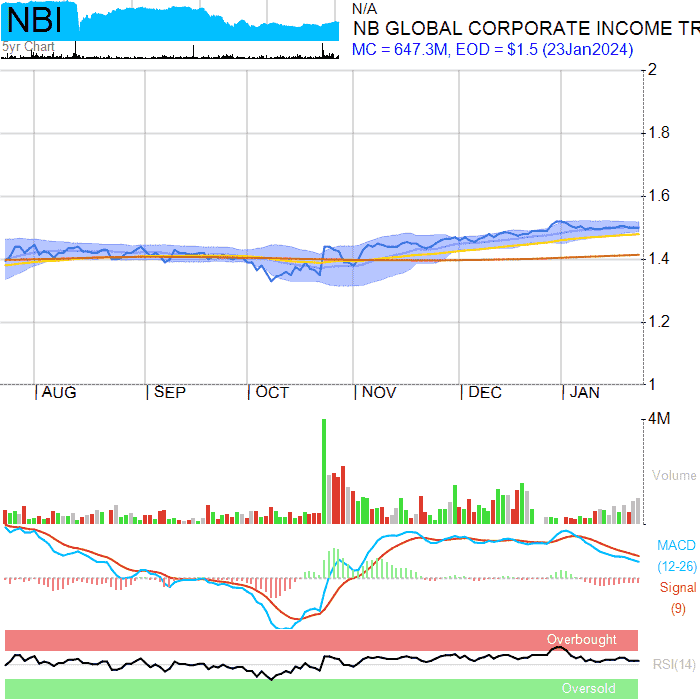 NBI
5yr Chart
N/A
NB GLOBAL CORPORATE INCOME TR
MC = 647.3M, EOD = $1.5 (23Jan2024)
2
1.8
1.6
1.4
1.2
1
AUG SEP OCT NOV DEC JAN
4M
Volume
MACD
(12-26)
Signal
(9)
Overbought
RSI(14)
Oversold